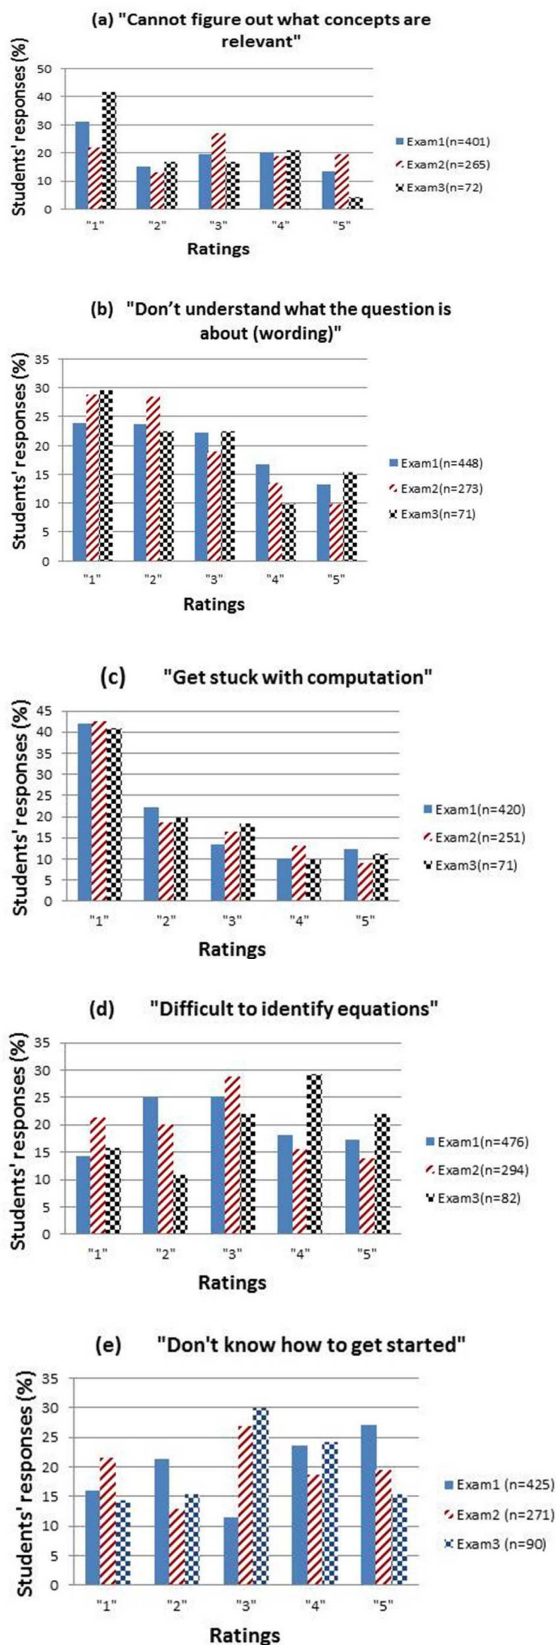 (a) "Cannot figure out what concepts are
relevant"
Students' responses (%)
50
40
30
20
10
0
"1" "2" "3" "4" "5"
Ratings
Exam1(n=401)
Exam2(n=265)
Exam3(n=72)
(b) "Don’t understand what the question is
about (wording)"
Students' responses (%)
35
30
25
20
15
10
5
0
"1" "2" "3" "4" "5"
Ratings
Exam1(n=448)
Exam2(n=273)
Exam3(n=71)
(c) "Get stuck with computation"
Students' responses (%)
45
40
35
30
25
20
15
10
5
0
"1" "2" "3" "4" "5"
Ratings
Exam1(n=420)
Exam2(n=251)
Exam3(n=71)
(d) "Difficult to identify equations"
Students' responses (%)
35
30
25
20
15
10
5
0
"1" "2" "3" "4" "5"
Ratings
Exam1(n=476)
Exam2(n=294)
Exam3(n=82)
(e) "Don't know how to get started"
Students' responses (%)
35
30
25
20
15
10
5
0
"1" "2" "3" "4" "5"
Ratings
Exam1 (n=425)
Exam2 (n=271)
Exam3 (n=90)